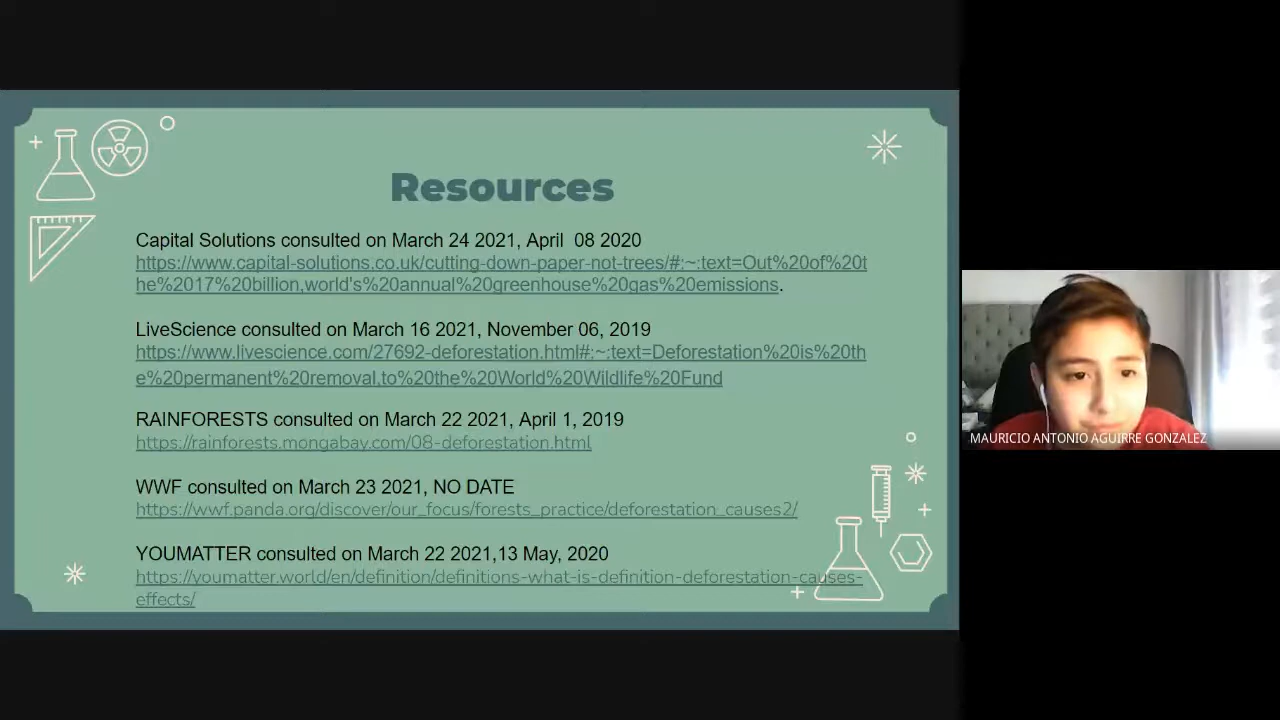 Resources
Capital Solutions consulted on March 24 2021, April  08 2020
https://www.capital-solutions.co.uk/cutting-down-paper-not-trees/#:~:text=Out%20of%20t
he%2017%20billion,world's%20annual%20greenhouse%20gas%20emissions.
LiveScience consulted on March 16 2021, November 06, 2019
https://www.livescience.com/27692-deforestation.html#:~:text=Deforestation%20is%20th
e%20permanent%20removal,to%20the%20World%20Wildlife%20Fund
RAINFORESTS consulted on March 22 2021, April 1, 2019
https://rainforests.mongabay.com/08-deforestation.html
WWF consulted on March 23 2021, NO DATE
https://wwf.panda.org/discover/our_focus/forests_practice/deforestation_causes2/
YOUMATTER consulted on March 22 2021,13 May, 2020
https://youmatter.world/en/definition/definitions-what-is-definition-deforestation-causes-
effects/
MAURICIO ANTONIO AGUIRRE GONZALEZ